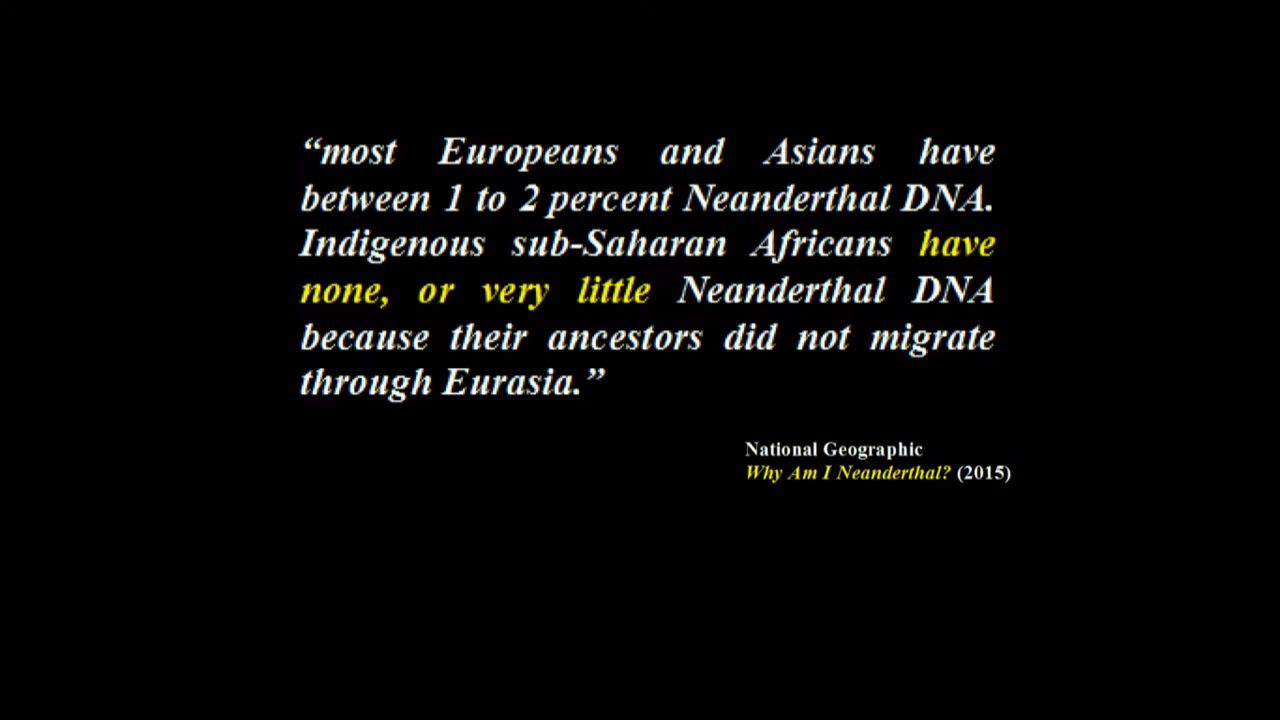 “most Europeans and Asians have
between 1 to 2 percent Neanderthal DNA.
Indigenous sub-Saharan Africans have
none, or very little Neanderthal DNA
because their ancestors did not migrate
through Eurasia.”
National Geographic
Why Am I Neanderthal? (2015)